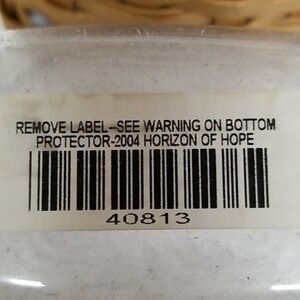 REMOVE LABEL-SEE WARNING ON BOTTOM
PROTECTOR-2004 HORIZON OF HOPE
40813